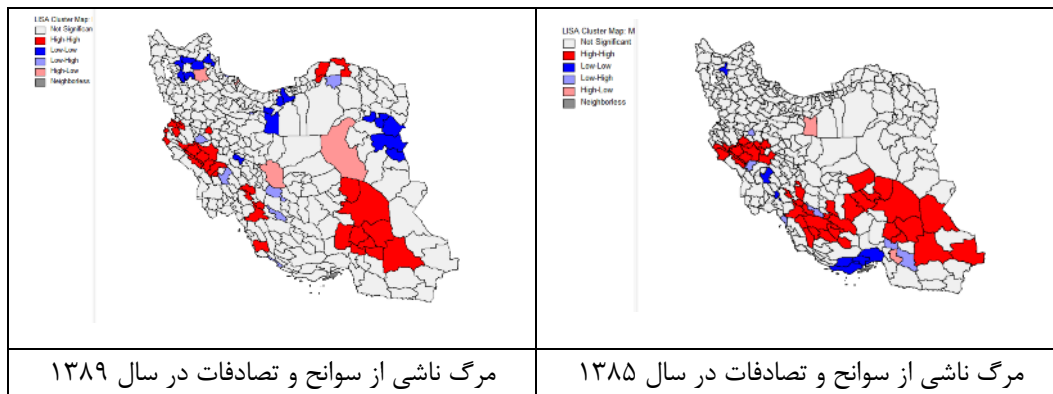 LISA Cluster Map: M
Not Significant
High-High
Low-Low
Low-High
High-Low
Neighborless
LISA Cluster Map:
Not Significan
High-High
Low-Low
Low-High
High-Low
Neighborless
مرگ ناشی از سوانح و تصادفات در سال ۱۳۸۵
مرگ ناشی از سوانح و تصادفات در سال ۱۳۸۹